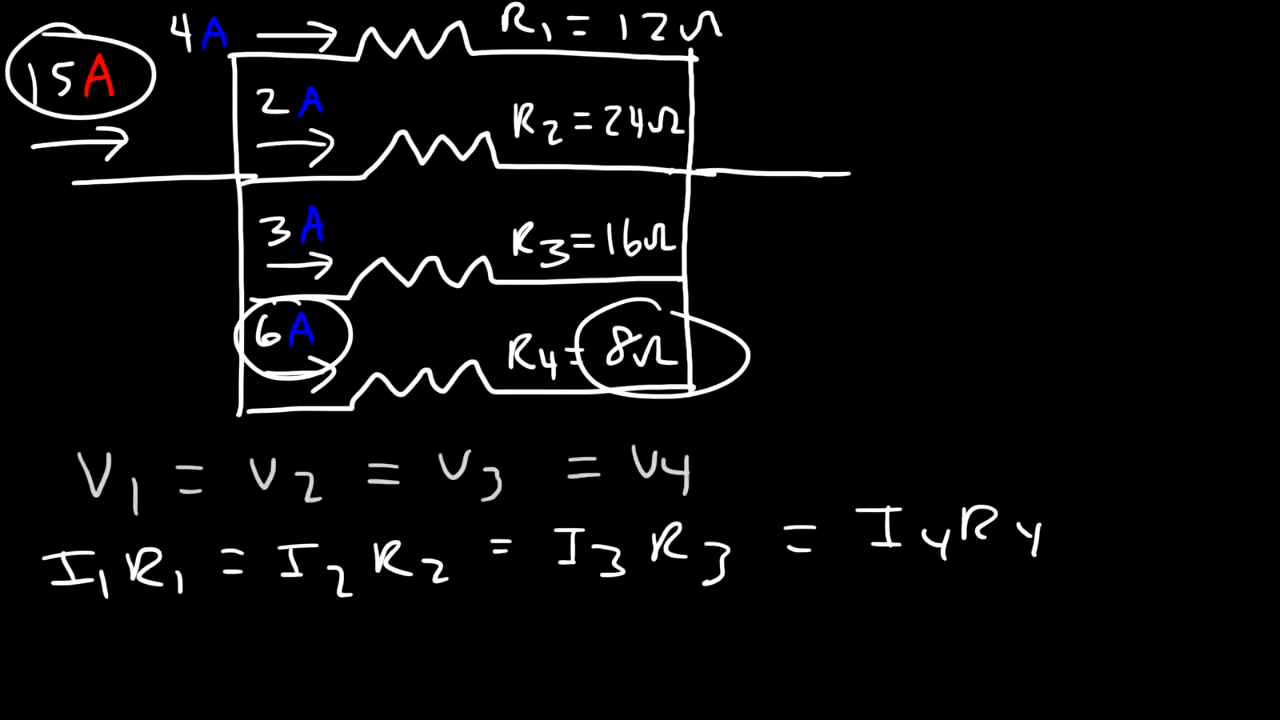 4A R₁ = 12Ω
15A
2A R₂ = 24Ω
3A R₃ = 16Ω
6A R₄ = 8Ω
V₁ = V₂ = V₃ = V₄
I₁R₁ = I₂R₂ = I₃R₃ = I₄R₄